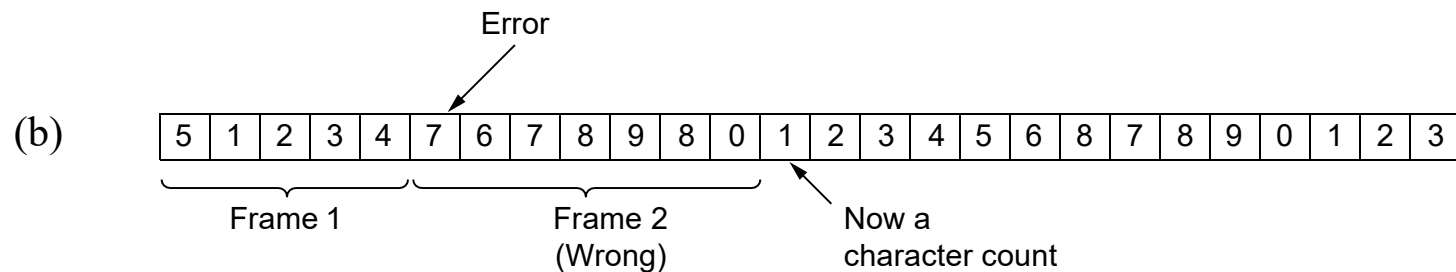 Error
(b) 5 1 2 3 4 7 6 7 8 9 8 0 1 2 3 4 5 6 8 7 8 9 0 1 2 3
Frame 1 Frame 2 Now a
(Wrong) character count